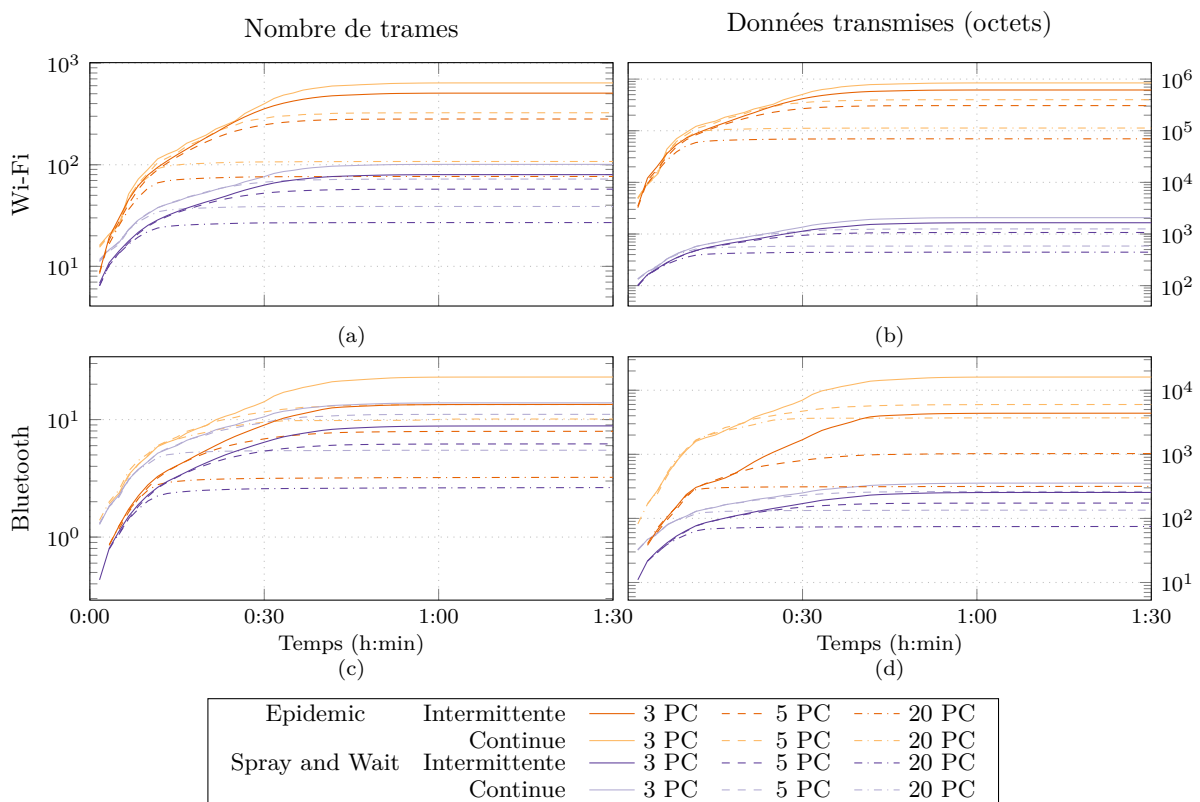 Nombre de trames
Données transmises (octets)
Wi-Fi
10^3
10^2
10^1
(a)
10^6
10^5
10^4
10^3
10^2
(b)
Bluetooth
10^1
10^0
0:00 0:30 1:00 1:30
Temps (h:min)
(c)
10^4
10^3
10^2
10^1
0:30 1:00 1:30
Temps (h:min)
(d)
Epidemic Intermittente 3 PC 5 PC 20 PC
Continue 3 PC 5 PC 20 PC
Spray and Wait Intermittente 3 PC 5 PC 20 PC
Continue 3 PC 5 PC 20 PC